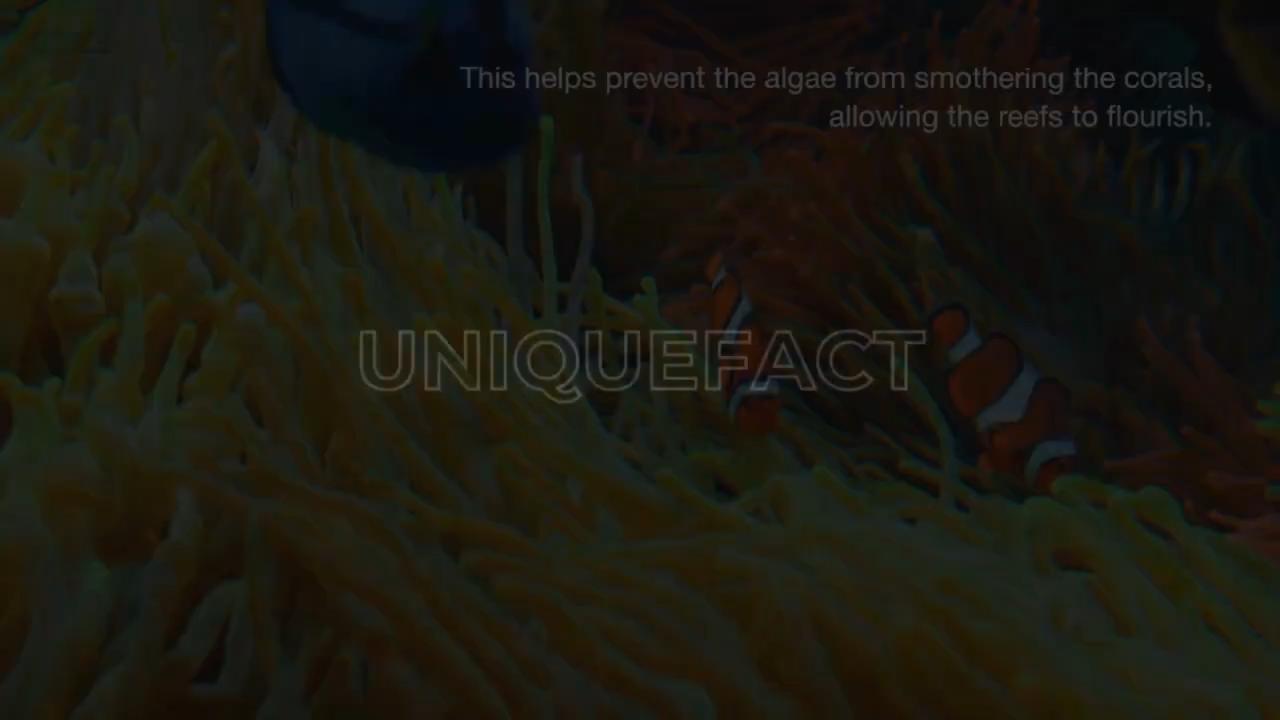 This helps prevent the algae from smothering the corals,
allowing the reefs to flourish.
UNIQUEFACT